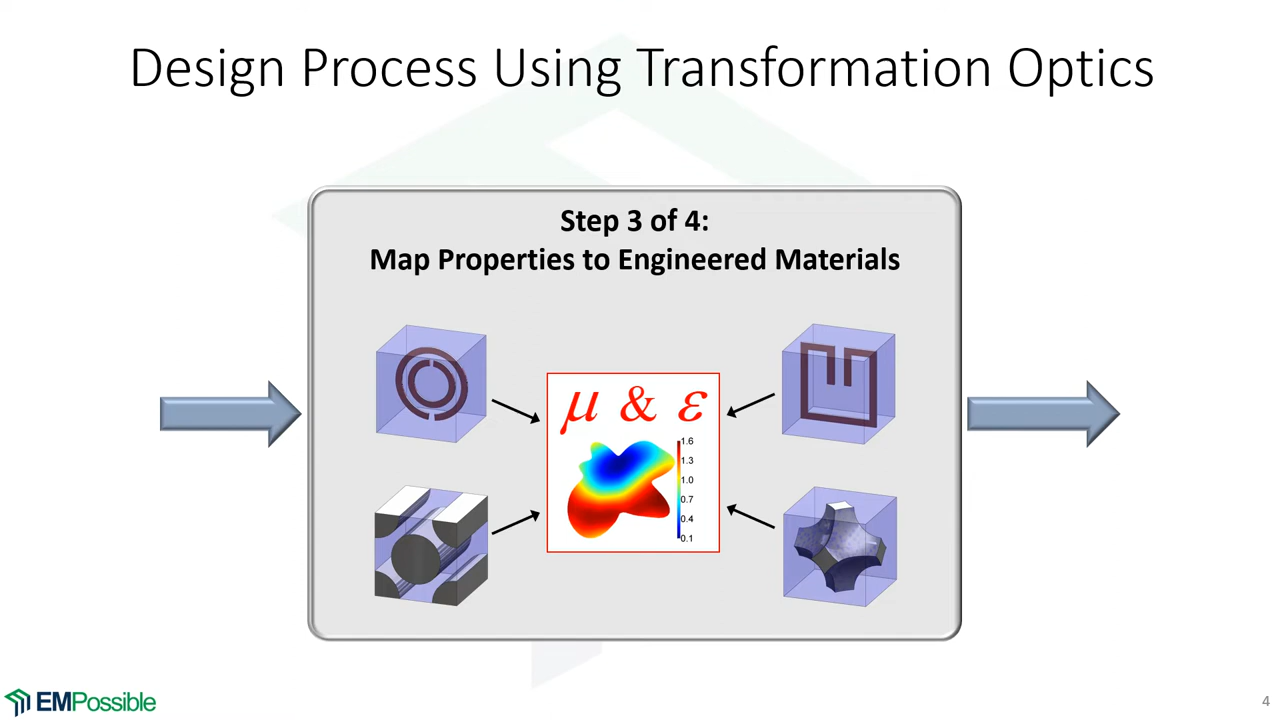 Design Process Using Transformation Optics
Step 3 of 4:
Map Properties to Engineered Materials
μ & ε
1.6
1.3
1.0
0.7
0.4
0.1
EMPossible
4